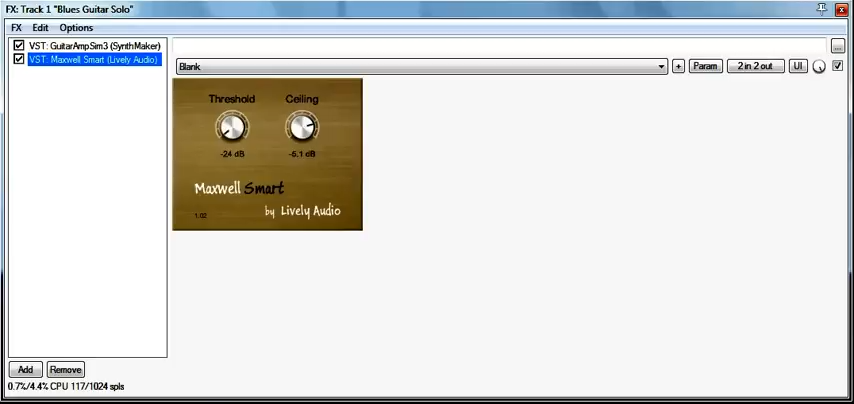 FX: Track 1 "Blues Guitar Solo"
FX Edit Options
VST: GuitarAmpSim3 (SynthMaker)
VST: Maxwell Smart (Lively Audio)
...
Blank
+ Param 2 in 2 out UI
Threshold Ceiling
-24 dB -6.1 dB
Maxwell Smart
by Lively Audio
1.02
Add Remove
0.7%/4.4% CPU 117/1024 spls